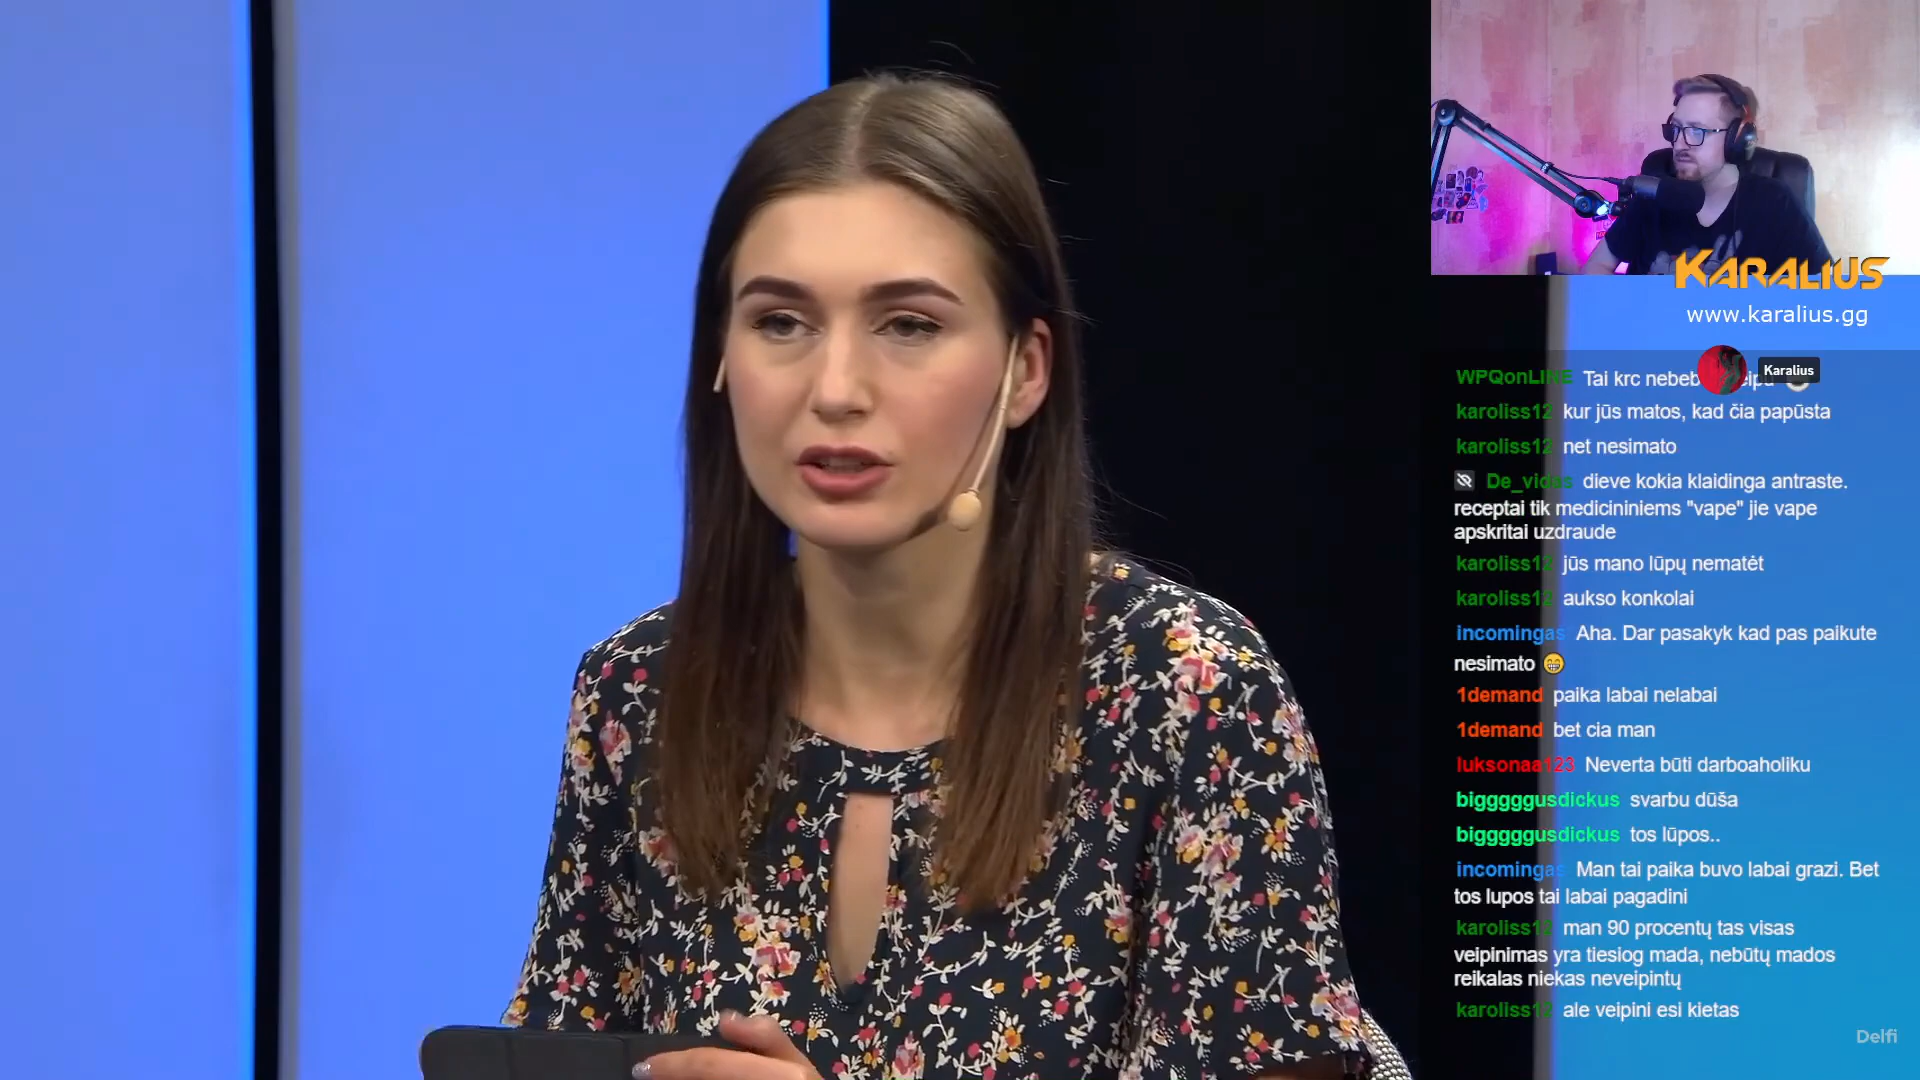 KARALIUS
www.karalius.gg
Karalius
WPQonLINE Tai krc
karoliss12 kur jūs matos, kad čia papūsta
karoliss12 net nesimato
De_vidas dieve kokia klaidinga antraste.
receptai tik medicininiems "vape" jie vape
apskritai uzdraude
karoliss12 jūs mano lūpų nematėt
karoliss12 aukso konkolai
incomingas Aha. Dar pasakyk kad pas paikute
nesimato
1demand paika labai nelabai
1demand bet cia man
luksonaa123 Neverta būti darboaholiku
bigggggusdickus svarbu dūša
bigggggusdickus tos lūpos..
incomingas Man tai paika buvo labai grazi. Bet
tos lupos tai labai pagadini
karoliss12 man 90 procentų tas visas
veipinimas yra tiesiog mada, nebūtų mados
reikalas niekas neveipintų
karoliss12 ale veipini esi kietas
Delfi